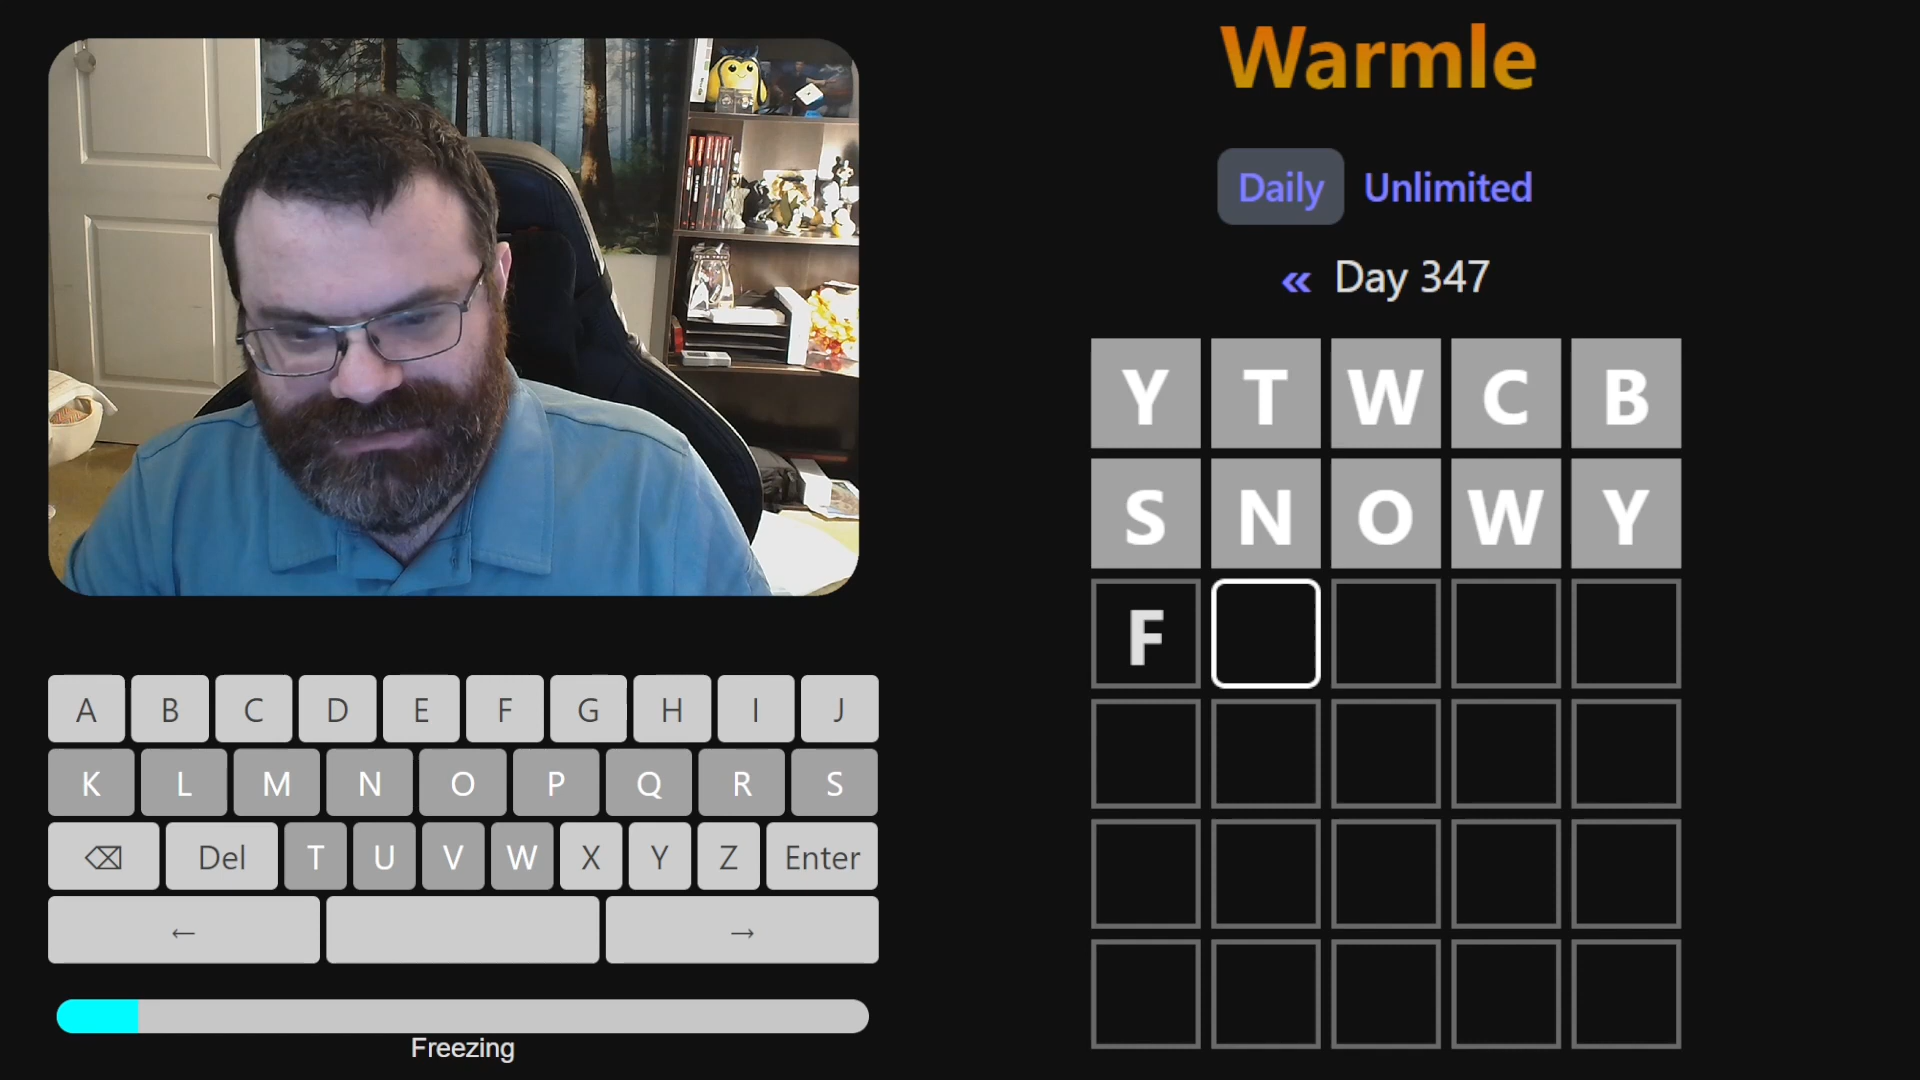 Warmle
Daily Unlimited
« Day 347
Y T W C B
S N O W Y
F
A B C D E F G H I J
K L M N O P Q R S
⌫ Del T U V W X Y Z Enter
← →
Freezing